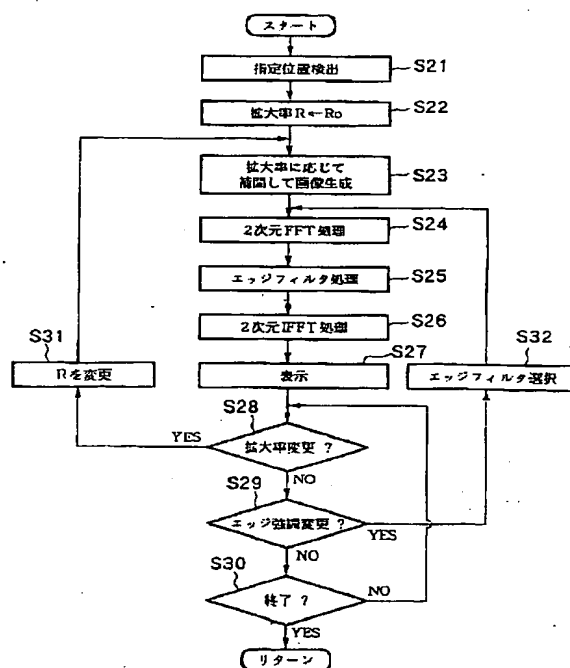 スタート
指定位置検出
S21
拡大率R←Ro
S22
拡大率に応じて
補間して画像生成
S23
2次元FFT処理
S24
エッジフィルタ処理
S25
2次元IFFT処理
S26
表示
S27
S31
Rを変更
S32
エッジフィルタ選択
S28
拡大率変更 ?
YES
NO
S29
エッジ強調変更 ?
YES
NO
S30
終了 ?
NO
YES
リターン